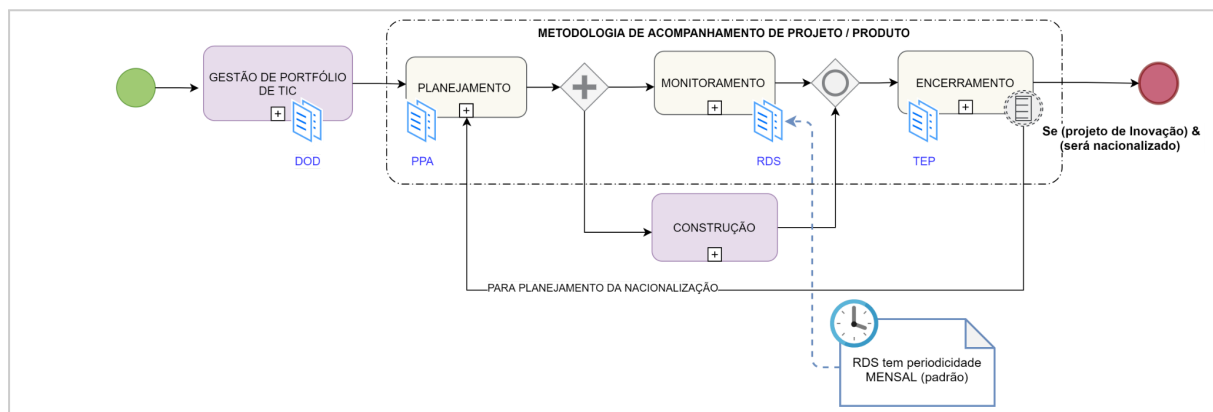 METODOLOGIA DE ACOMPANHAMENTO DE PROJETO / PRODUTO
GESTÃO DE PORTFÓLIO
DE TIC
DOD
PLANEJAMENTO
PPA
MONITORAMENTO
RDS
ENCERRAMENTO
TEP
Se (projeto de Inovação) &
(será nacionalizado)
CONSTRUÇÃO
PARA PLANEJAMENTO DA NACIONALIZAÇÃO
RDS tem periodicidade
MENSAL (padrão)